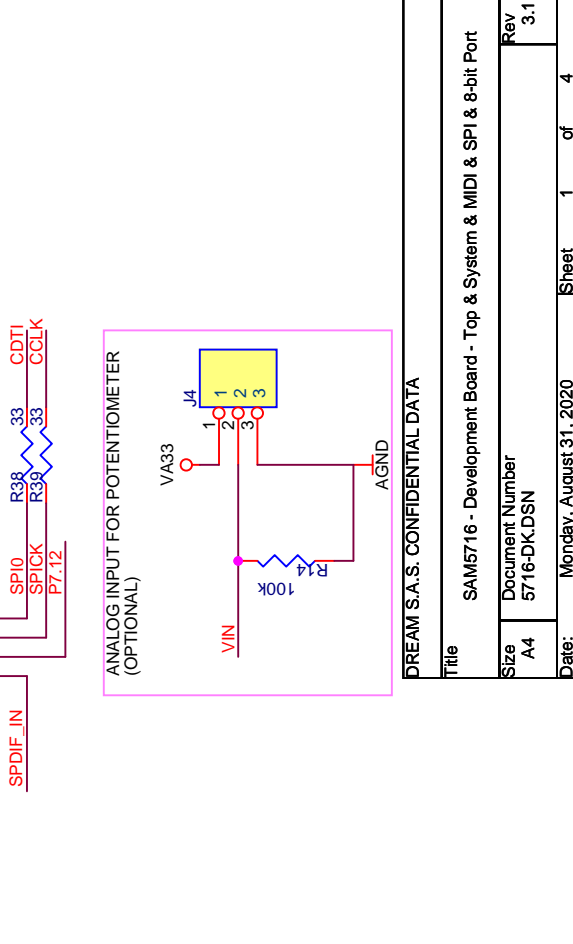 CDTI
CCLK
33
33
R38
R39
SPI0
SPICK
P7.12
SPDIF_IN
ANALOG INPUT FOR POTENTIOMETER
(OPTIONAL)
J4
1
2
3
1
2
3
VA33
AGND
R14
100k
VIN
DREAM S.A.S. CONFIDENTIAL DATA
Title
SAM5716 - Development Board - Top & System & MIDI & SPI & 8-bit Port
Size
A4
Document Number
5716-DK.DSN
Rev
3.1
Date:
Monday, August 31, 2020
Sheet
1
of
4